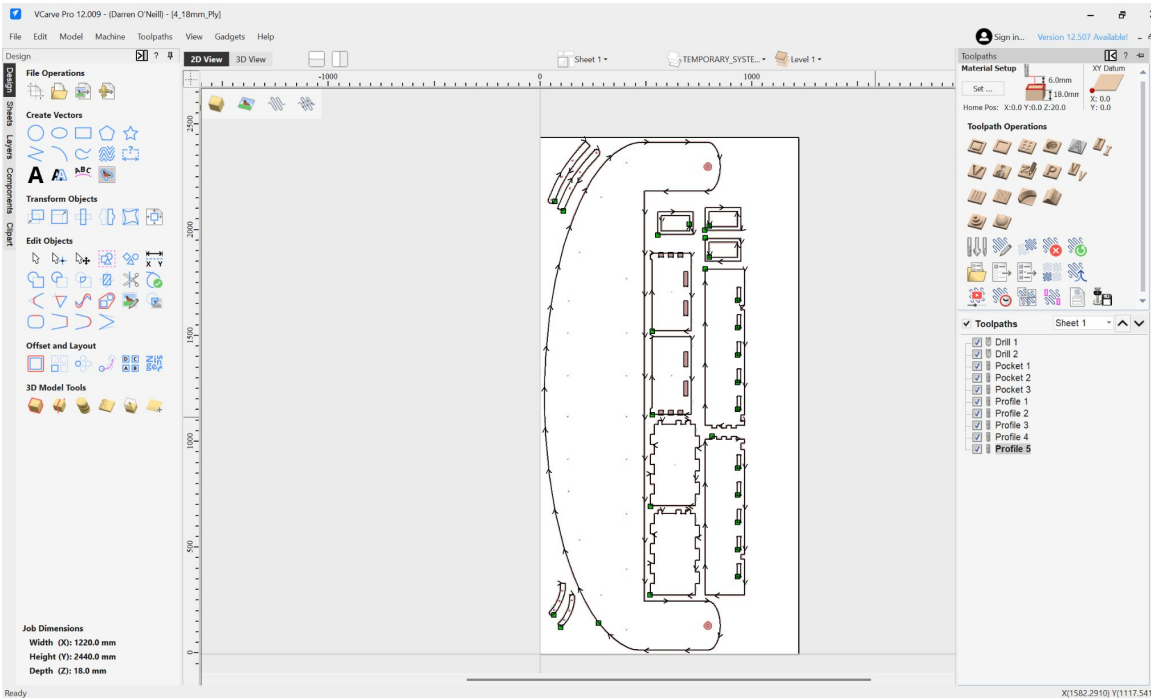 VCarve Pro 12.009 - {Darren O'Neill} - [4_18mm_Ply]
File Edit Model Machine Toolpaths View Gadgets Help
Sign in... Version 12.507 Available!
Design
Design
Sheets
Layers
Components
Clipart
File Operations
Create Vectors
Transform Objects
Edit Objects
Offset and Layout
3D Model Tools
Job Dimensions
Width (X): 1220.0 mm
Height (Y): 2440.0 mm
Depth (Z): 18.0 mm
Ready
2D View 3D View
Sheet 1
TEMPORARY_SYSTE...
Level 1
-1000 0 1000
2500
2000
1500
1000
500
0
Toolpaths
Material Setup
Set ...
6.0mm
18.0mm
XY Datum
X: 0.0
Y: 0.0
Home Pos: X:0.0 Y:0.0 Z:20.0
Toolpath Operations
Toolpaths Sheet 1
Drill 1
Drill 2
Pocket 1
Pocket 2
Pocket 3
Profile 1
Profile 2
Profile 3
Profile 4
Profile 5
X(1582.2910) Y(1117.541